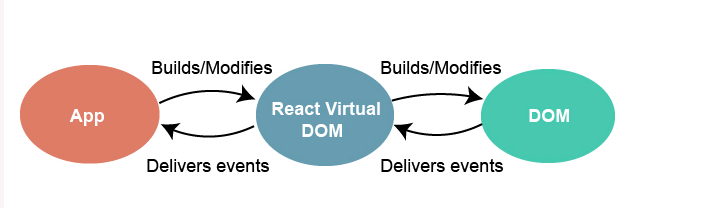 Builds/Modifies
Builds/Modifies
App
React Virtual
DOM
DOM
Delivers events
Delivers events